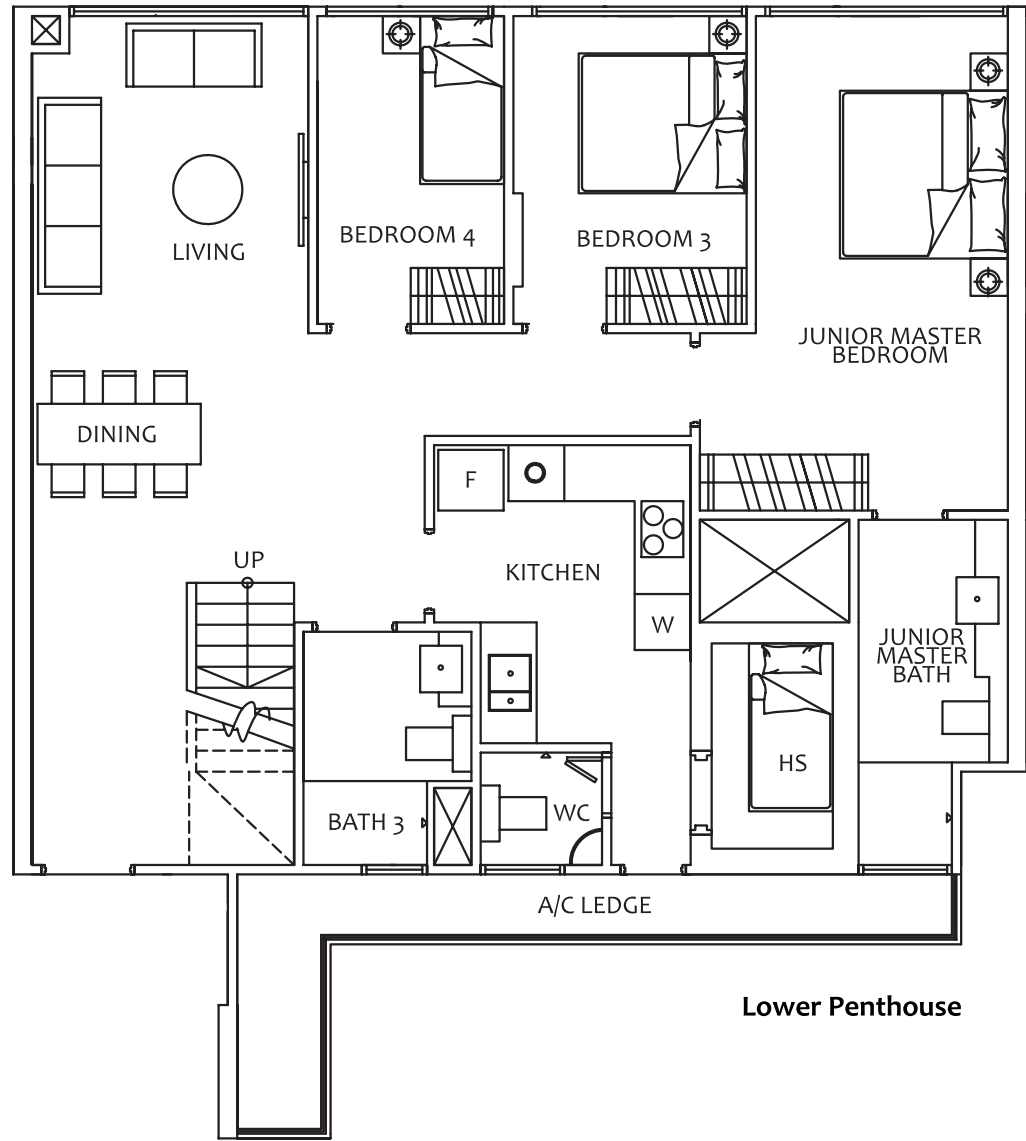 LIVING
BEDROOM 4
BEDROOM 3
JUNIOR MASTER
BEDROOM
DINING
F
UP
KITCHEN
W
JUNIOR
MASTER
BATH
HS
BATH 3
WC
A/C LEDGE
Lower Penthouse